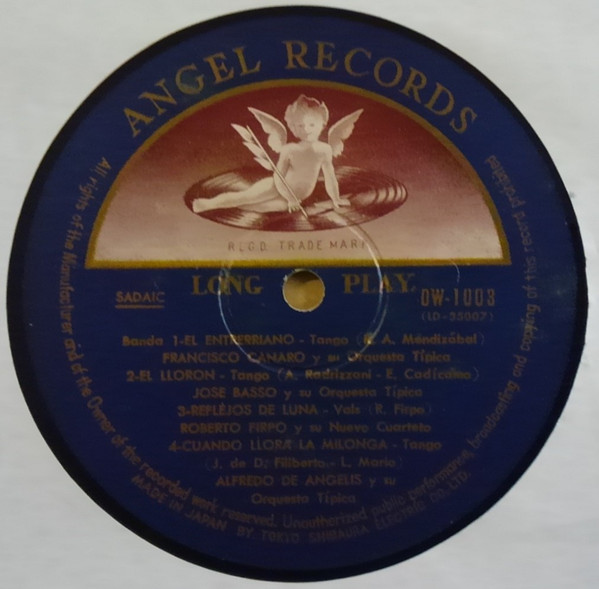 ANGEL RECORDS
REGD. TRADE MARK
LONG PLAY.
SADAIC
OW-1003
(LD-35007)
Banda 1-EL ENTRERRIANO - Tango (R. A. Mendizábal)
FRANCISCO CANARO y su Orquesta Típica
2-EL LLORON - Tango (A. Radrizzani - E. Cadícamo)
JOSE BASSO y su Orquesta Típica
3-REFLÉJOS DE LUNA - Vals (R. Firpo)
ROBERTO FIRPO y su Nuevo Cuarteto
4-CUANDO LLORA LA MILONGA - Tango
(J. de D. Filiberto - L. Mario)
ALFREDO DE ANGELIS y su
Orquesta Típica
All rights of the Manufacturer and of the Owner of the recorded work reserved. Unauthorized public performance, broadcasting and copying of this record prohibited
MADE IN JAPAN BY. TOKYO SHIBAURA ELECTRIC CO. LTD.